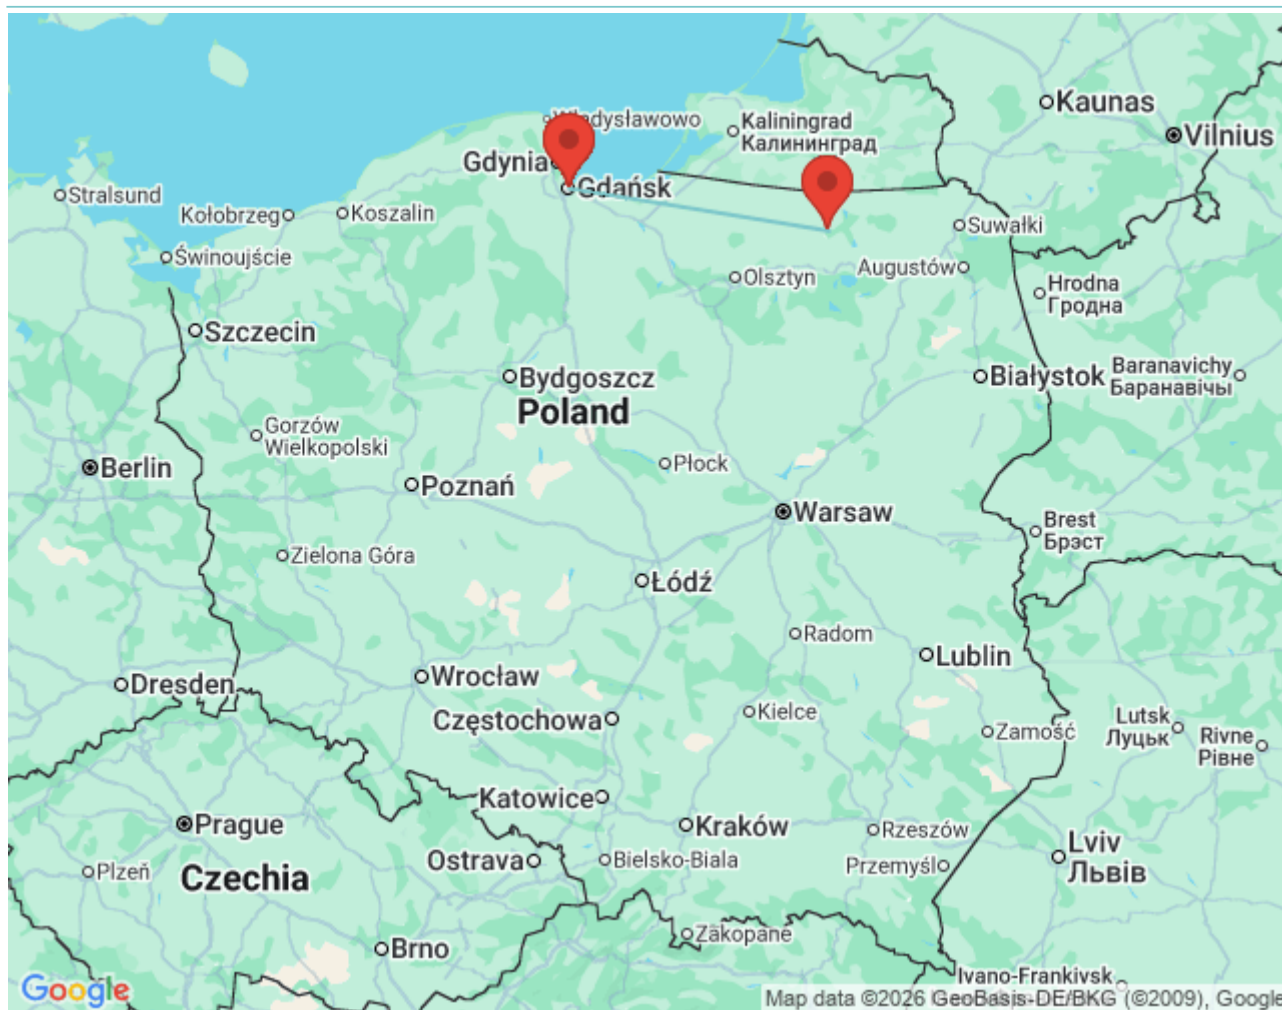 Kaunas
Władysławowo
Kaliningrad
Калининград
Vilnius
Gdynia
Gdańsk
Stralsund
Kołobrzeg
Koszalin
Suwałki
Świnoujście
Olsztyn
Augustów
Hrodna
Гродна
Szczecin
Bydgoszcz
Białystok
Baranavichy
Баранавічы
Poland
Gorzów
Wielkopolski
Berlin
Płock
Poznań
Warsaw
Brest
Брэст
Zielona Góra
Łódź
Radom
Lublin
Wrocław
Dresden
Częstochowa
Kielce
Zamość
Lutsk
Луцьк
Rivne
Рівне
Katowice
Prague
Kraków
Rzeszów
Lviv
Львів
Ostrava
Bielsko-Biala
Przemyśl
Plzeň
Czechia
Zakopane
Brno
Ivano-Frankivsk
Google
Map data ©2026 GeoBasis-DE/BKG (©2009), Google